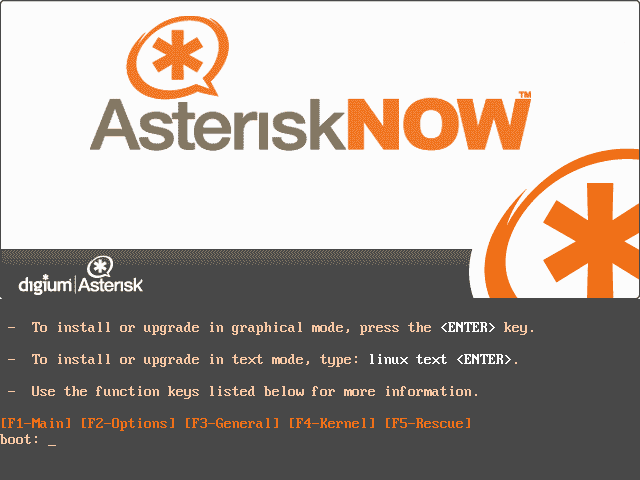 AsteriskNOW™
digium | Asterisk
-  To install or upgrade in graphical mode, press the <ENTER> key.
-  To install or upgrade in text mode, type: linux text <ENTER>.
-  Use the function keys listed below for more information.
[F1-Main] [F2-Options] [F3-General] [F4-Kernel] [F5-Rescue]
boot: _